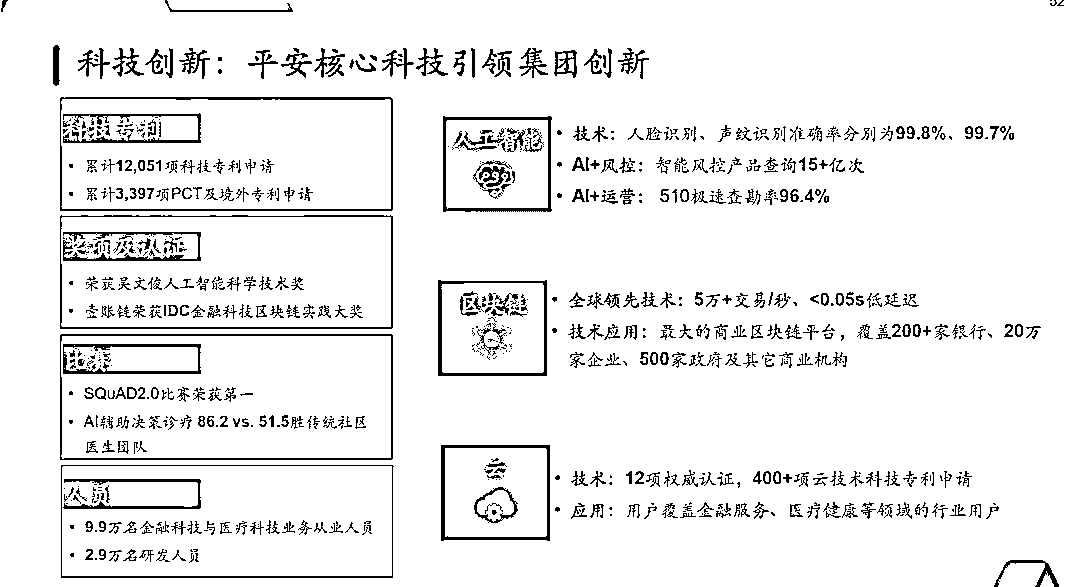 52
科技创新：平安核心科技引领集团创新
科技专利
• 累计12,051项科技专利申请
• 累计3,397项PCT及境外专利申请
奖项及认证
• 荣获吴文俊人工智能科学技术奖
• 壹账链荣获IDC金融科技区块链实践大奖
比赛
• SQuAD2.0比赛荣获第一
• AI辅助决策诊疗 86.2 vs. 51.5胜传统社区
医生团队
人员
• 9.9万名金融科技与医疗科技业务从业人员
• 2.9万名研发人员
人工智能
• 技术：人脸识别、声纹识别准确率分别为99.8%、99.7%
• AI+风控：智能风控产品查询15+亿次
• AI+运营： 510极速查勘率96.4%
区块链
• 全球领先技术：5万+交易/秒、<0.05s低延迟
• 技术应用：最大的商业区块链平台，覆盖200+家银行、20万
家企业、500家政府及其它商业机构
云
• 技术：12项权威认证，400+项云技术科技专利申请
• 应用：用户覆盖金融服务、医疗健康等领域的行业用户